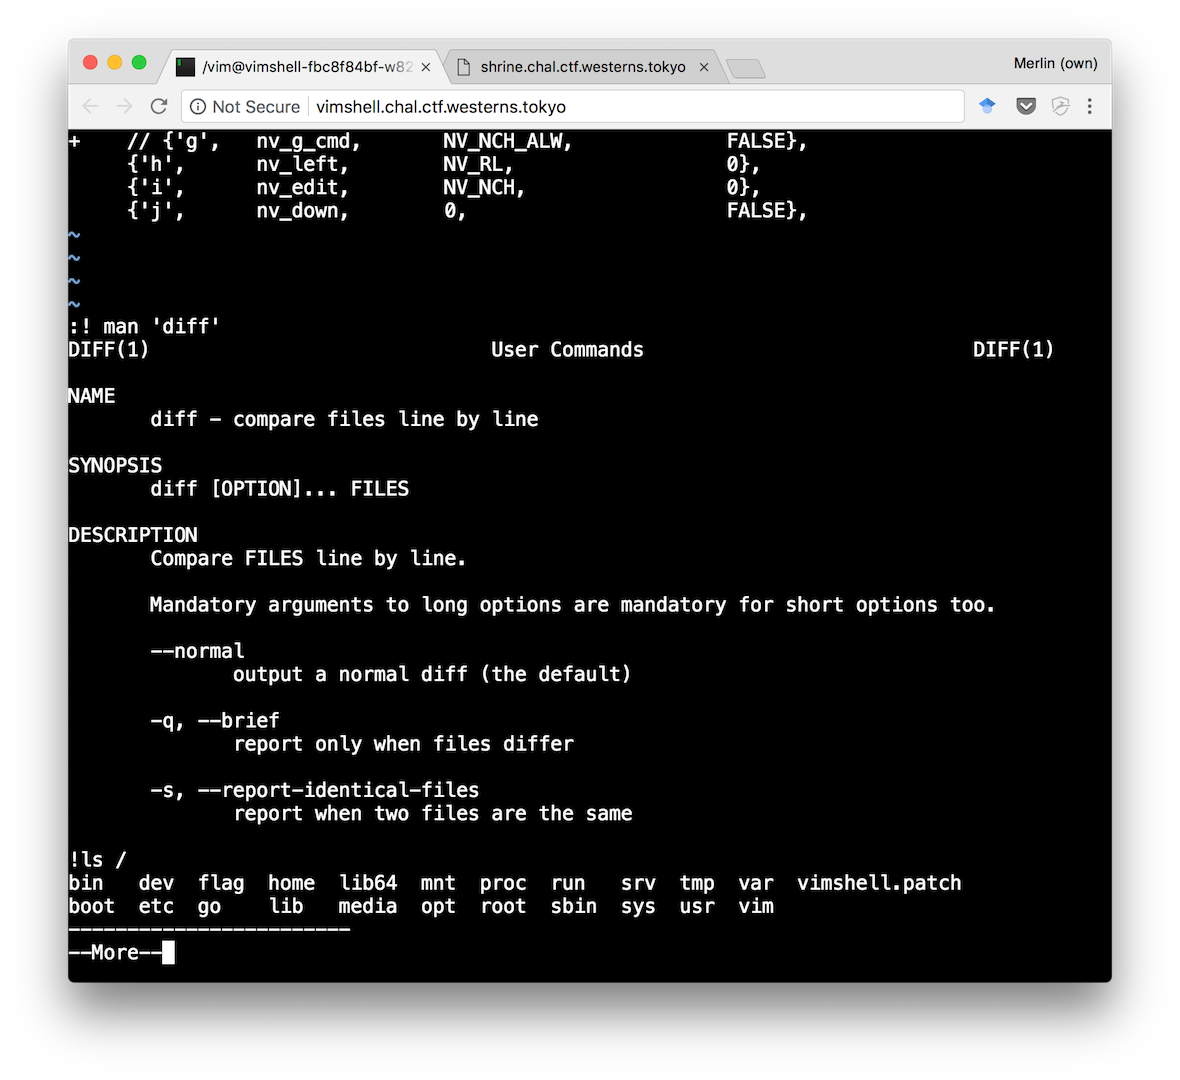 /vim@vimshell-fbc8f84bf-w82
shrine.chal.ctf.westerns.tokyo
Merlin (own)
Not Secure
vimshell.chal.ctf.westerns.tokyo
+    // {'g',   nv_g_cmd,       NV_NCH_ALW,             FALSE},
{'h',      nv_left,        NV_RL,                  0},
{'i',      nv_edit,        NV_NCH,                 0},
{'j',      nv_down,        0,                      FALSE},
~
~
~
~
:! man 'diff'
DIFF(1)                             User Commands                            DIFF(1)
NAME
diff - compare files line by line
SYNOPSIS
diff [OPTION]... FILES
DESCRIPTION
Compare FILES line by line.
Mandatory arguments to long options are mandatory for short options too.
--normal
output a normal diff (the default)
-q, --brief
report only when files differ
-s, --report-identical-files
report when two files are the same
!ls /
bin   dev  flag  home  lib64  mnt  proc  run   srv  tmp  var  vimshell.patch
boot  etc  go    lib   media  opt  root  sbin  sys  usr  vim
------------------------
--More--